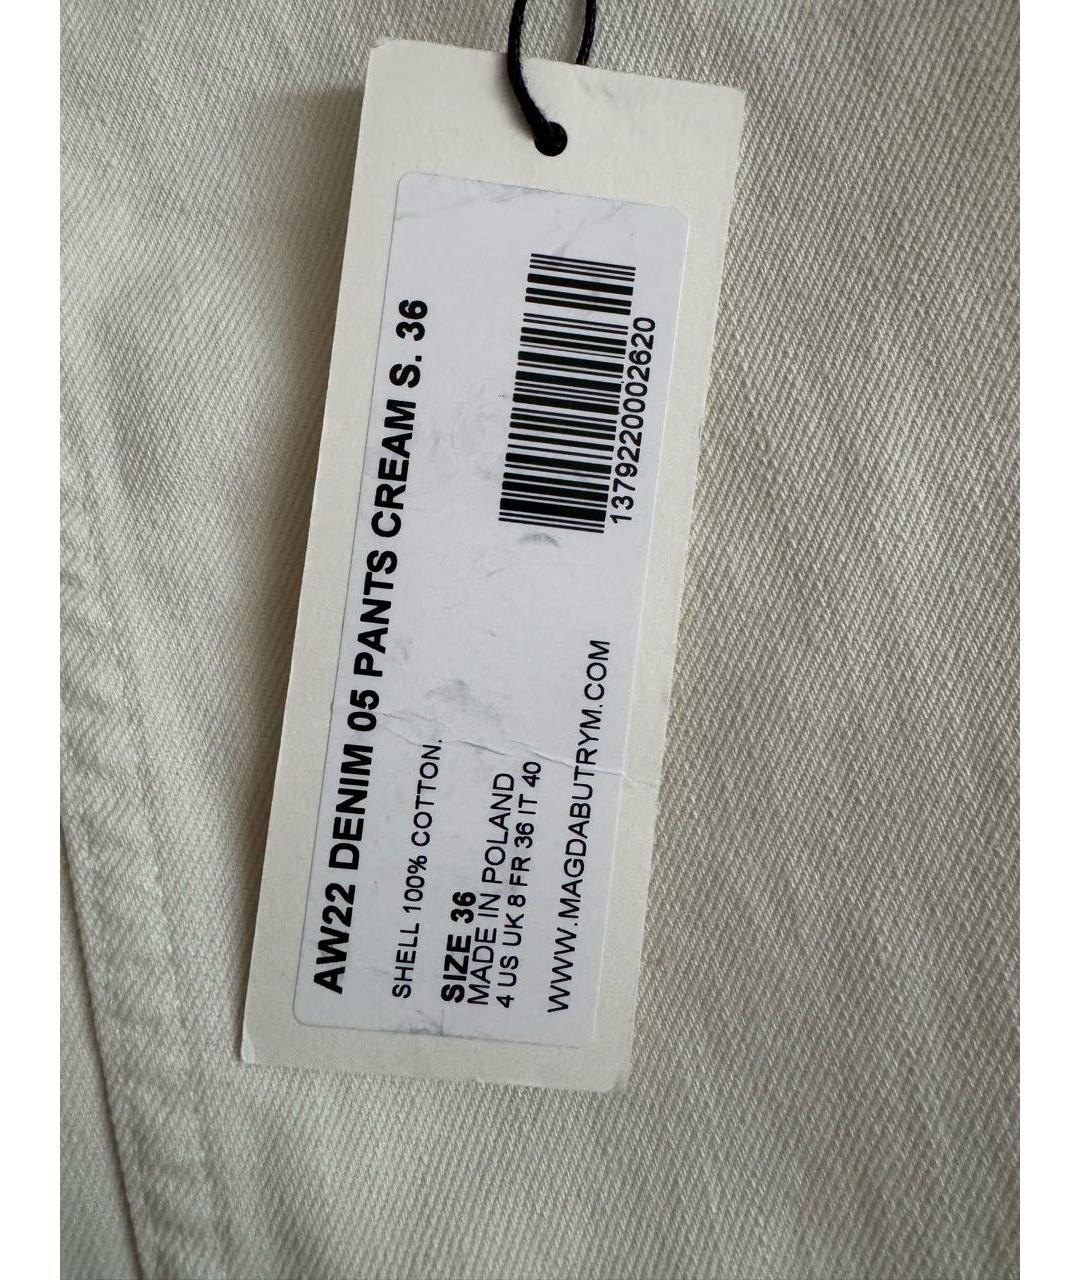 AW22 DENIM 05 PANTS CREAM S. 36
SHELL 100% COTTON.
SIZE 36
MADE IN POLAND
4 US UK 8 FR 36 IT 40
WWW.MAGDABUTRYM.COM
1379220002620